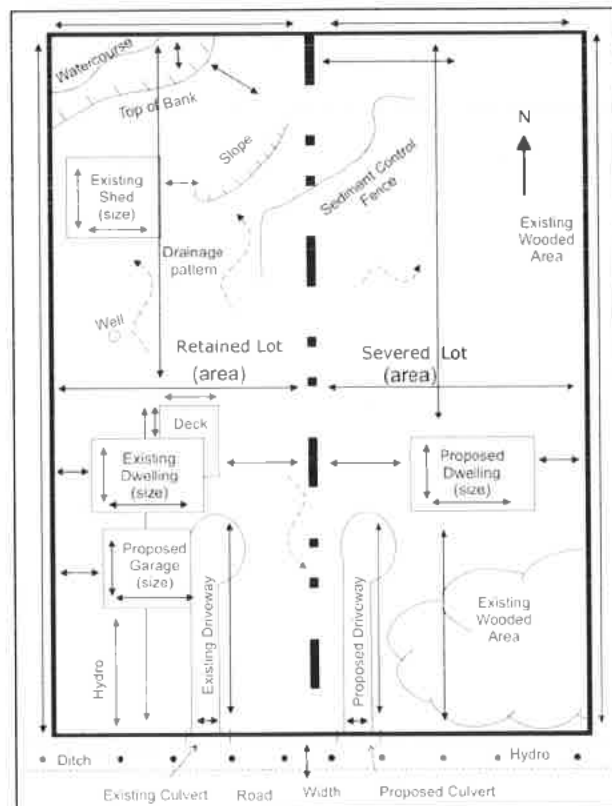 Watercourse
Top of Bank
Slope
Sediment Control
Fence
N
Existing
Wooded
Area
Existing
Shed
(size)
Drainage
pattern
Well
Retained Lot
(area)
Severed Lot
(area)
Deck
Existing
Dwelling
(size)
Proposed
Dwelling
(size)
Proposed
Garage
(size)
Hydro
Existing Driveway
Proposed Driveway
Existing
Wooded
Area
Ditch
Hydro
Existing Culvert
Road
Width
Proposed Culvert